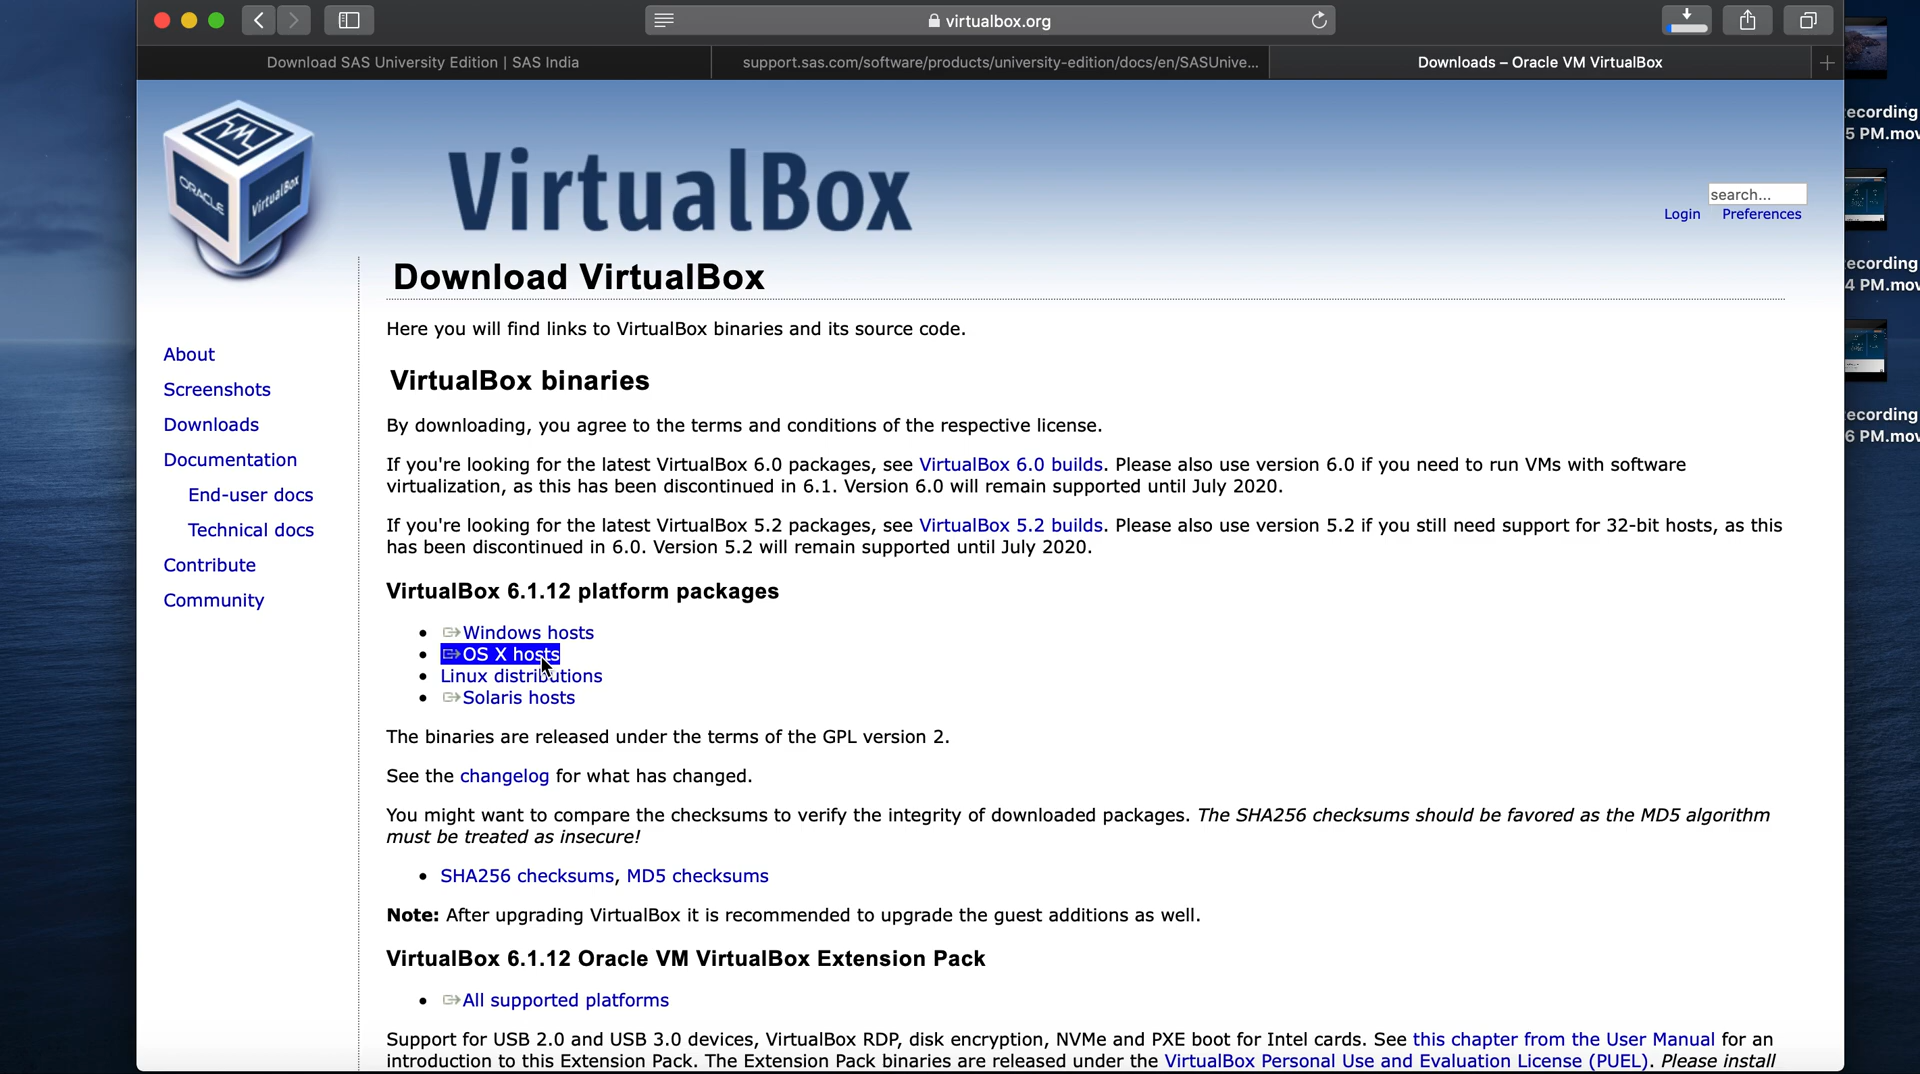 virtualbox.org
Download SAS University Edition | SAS India
support.sas.com/software/products/university-edition/docs/en/SASUnive...
Downloads – Oracle VM VirtualBox
ecording
5 PM.mov
ORACLE
VirtualBox
VirtualBox
search...
Login Preferences
ecording
4 PM.mov
Download VirtualBox
Here you will find links to VirtualBox binaries and its source code.
About
Screenshots
Downloads
Documentation
End-user docs
Technical docs
Contribute
Community
VirtualBox binaries
By downloading, you agree to the terms and conditions of the respective license.
ecording
6 PM.mov
If you're looking for the latest VirtualBox 6.0 packages, see VirtualBox 6.0 builds. Please also use version 6.0 if you need to run VMs with software
virtualization, as this has been discontinued in 6.1. Version 6.0 will remain supported until July 2020.
If you're looking for the latest VirtualBox 5.2 packages, see VirtualBox 5.2 builds. Please also use version 5.2 if you still need support for 32-bit hosts, as this
has been discontinued in 6.0. Version 5.2 will remain supported until July 2020.
VirtualBox 6.1.12 platform packages
• Windows hosts
• OS X hosts
• Linux distributions
• Solaris hosts
The binaries are released under the terms of the GPL version 2.
See the changelog for what has changed.
You might want to compare the checksums to verify the integrity of downloaded packages. The SHA256 checksums should be favored as the MD5 algorithm
must be treated as insecure!
• SHA256 checksums, MD5 checksums
Note: After upgrading VirtualBox it is recommended to upgrade the guest additions as well.
VirtualBox 6.1.12 Oracle VM VirtualBox Extension Pack
• All supported platforms
Support for USB 2.0 and USB 3.0 devices, VirtualBox RDP, disk encryption, NVMe and PXE boot for Intel cards. See this chapter from the User Manual for an
introduction to this Extension Pack. The Extension Pack binaries are released under the VirtualBox Personal Use and Evaluation License (PUEL). Please install